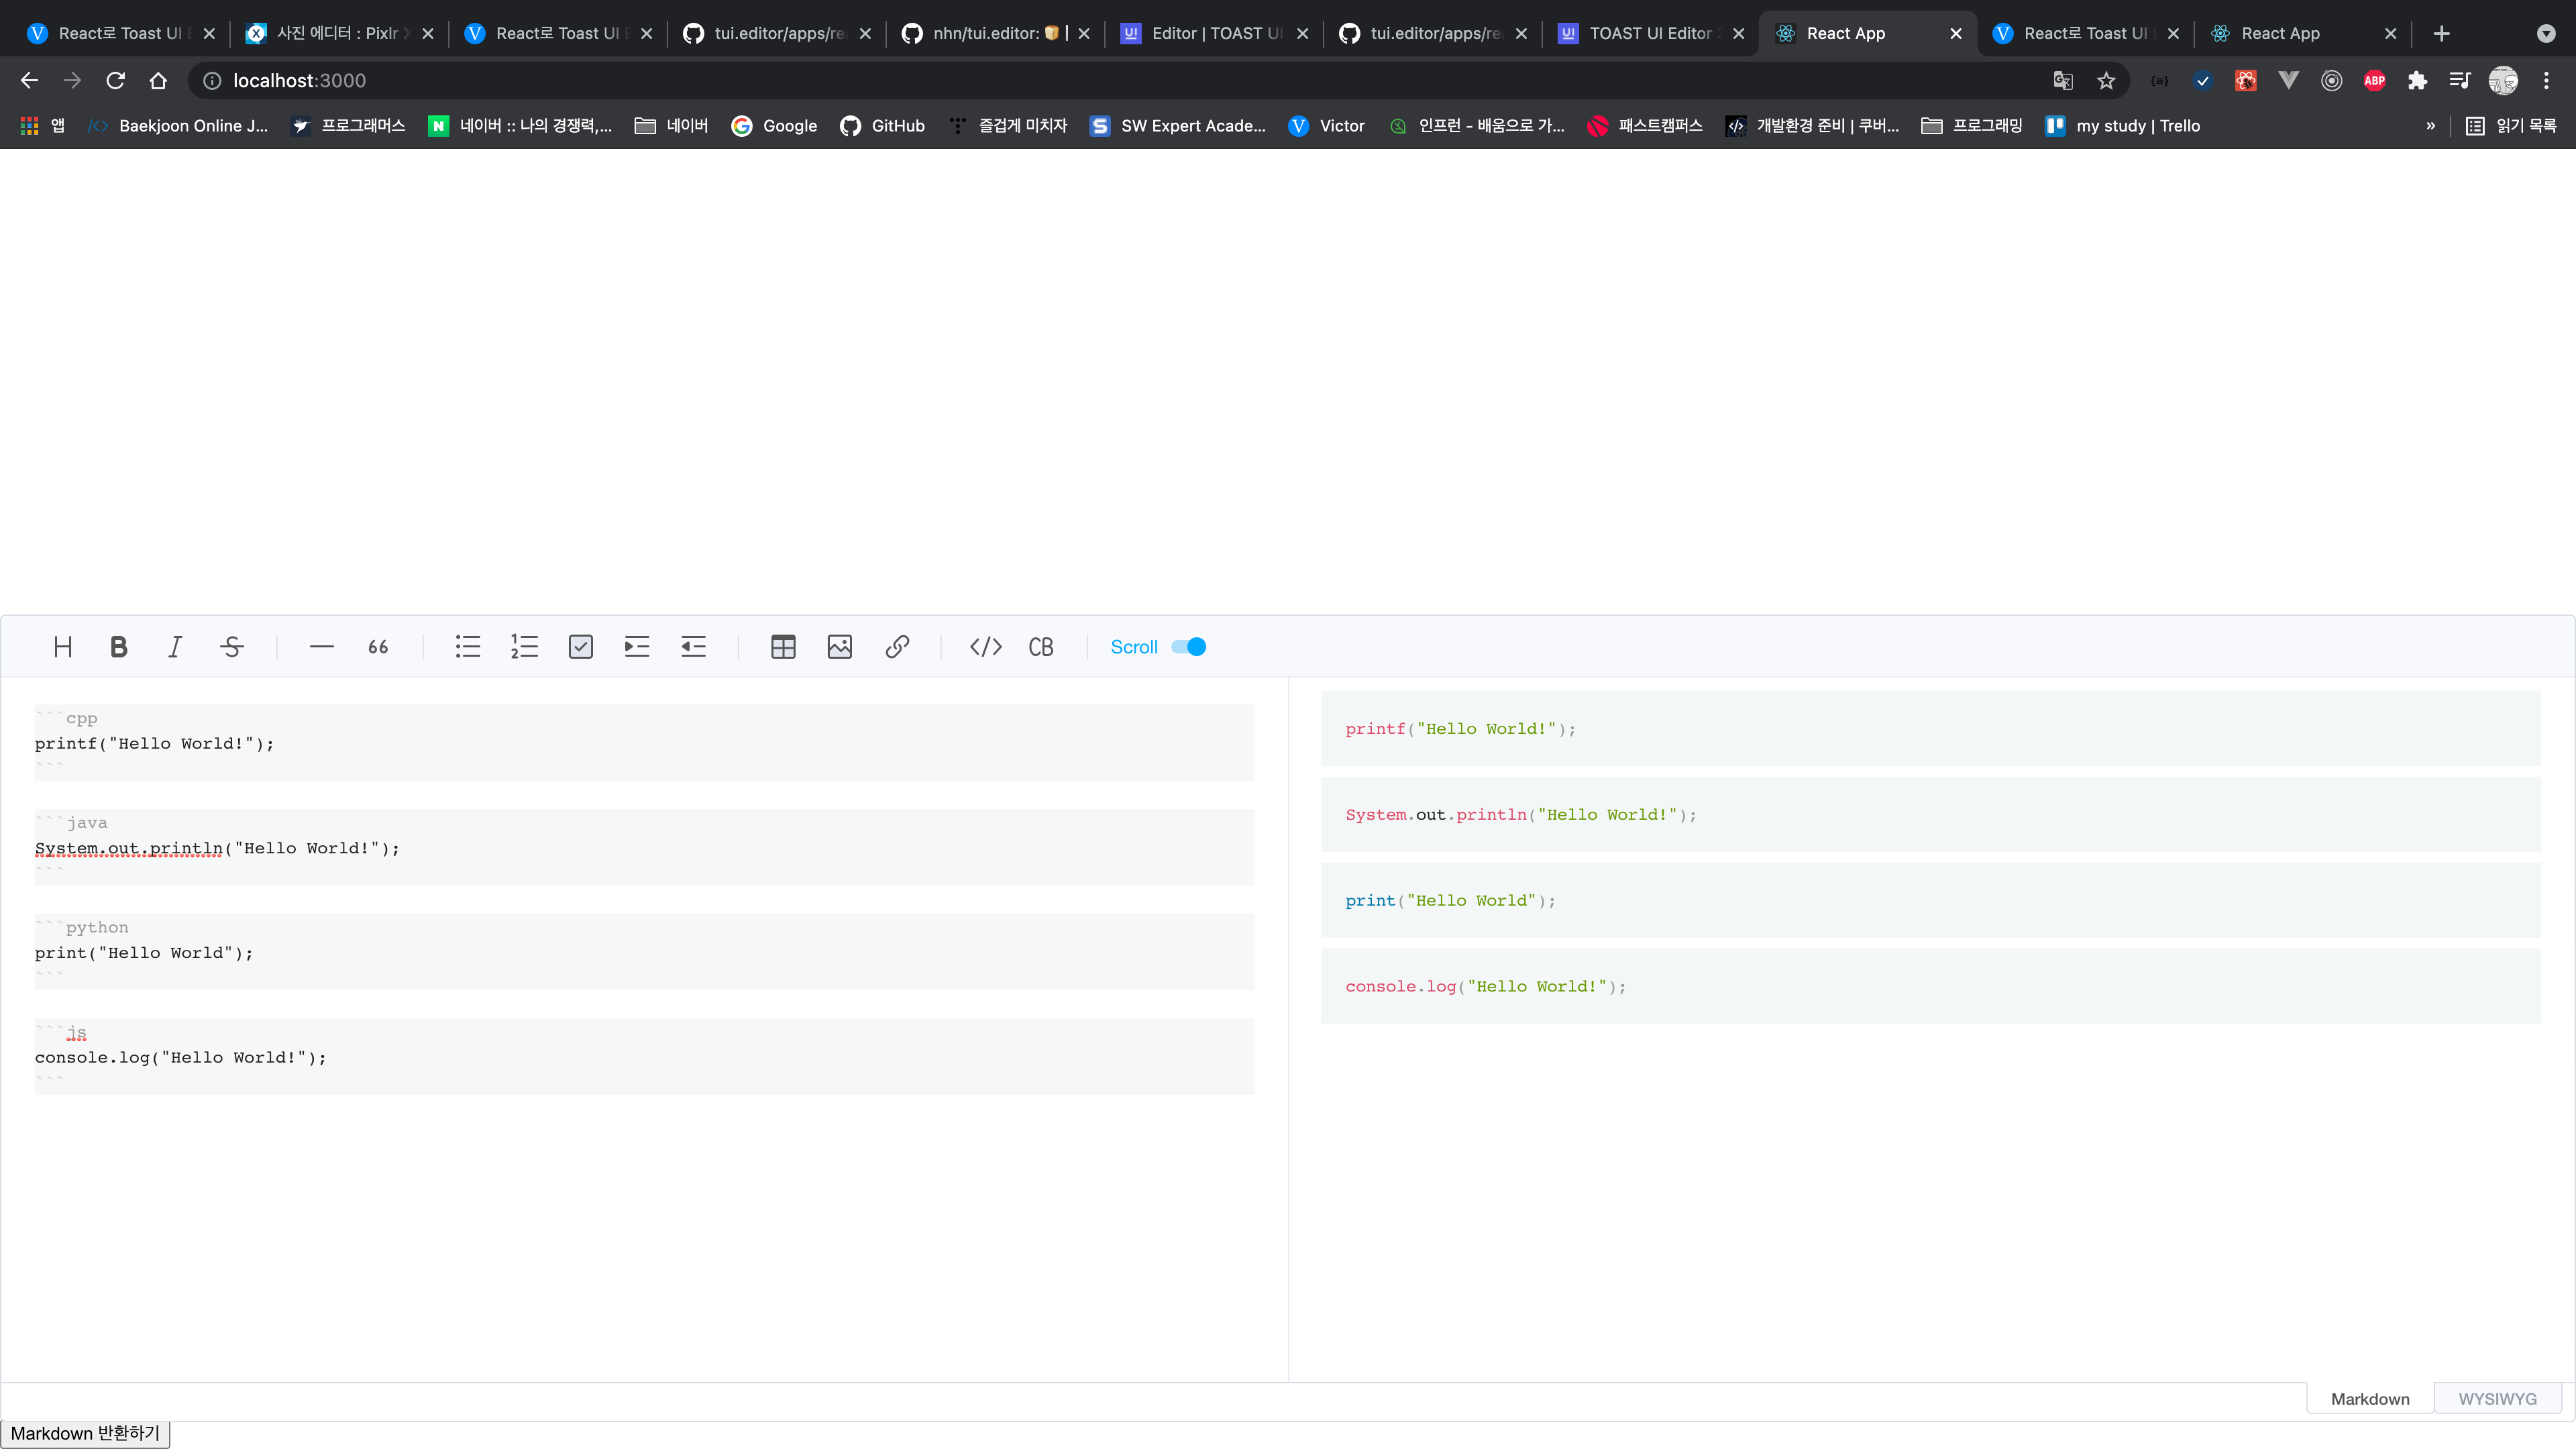 React로 Toast UI
사진 에디터 : Pixlr
React로 Toast UI
tui.editor/apps/re
nhn/tui.editor: 🍞 |
Editor | TOAST UI
tui.editor/apps/re
TOAST UI Editor
React App
React로 Toast UI
React App
localhost:3000
ABP
앱
Baekjoon Online J...
프로그래머스
네이버 :: 나의 경쟁력,...
네이버
Google
GitHub
즐겁게 미치자
SW Expert Acade...
Victor
인프런 - 배움으로 가...
패스트캠퍼스
개발환경 준비 | 쿠버...
프로그래밍
my study | Trello
»
읽기 목록
H B I S — 66 </> CB Scroll
```cpp
printf("Hello World!");
```
```java
System.out.println("Hello World!");
```
```python
print("Hello World");
```
```js
console.log("Hello World!");
```
printf("Hello World!");
System.out.println("Hello World!");
print("Hello World");
console.log("Hello World!");
Markdown
WYSIWYG
Markdown 반환하기